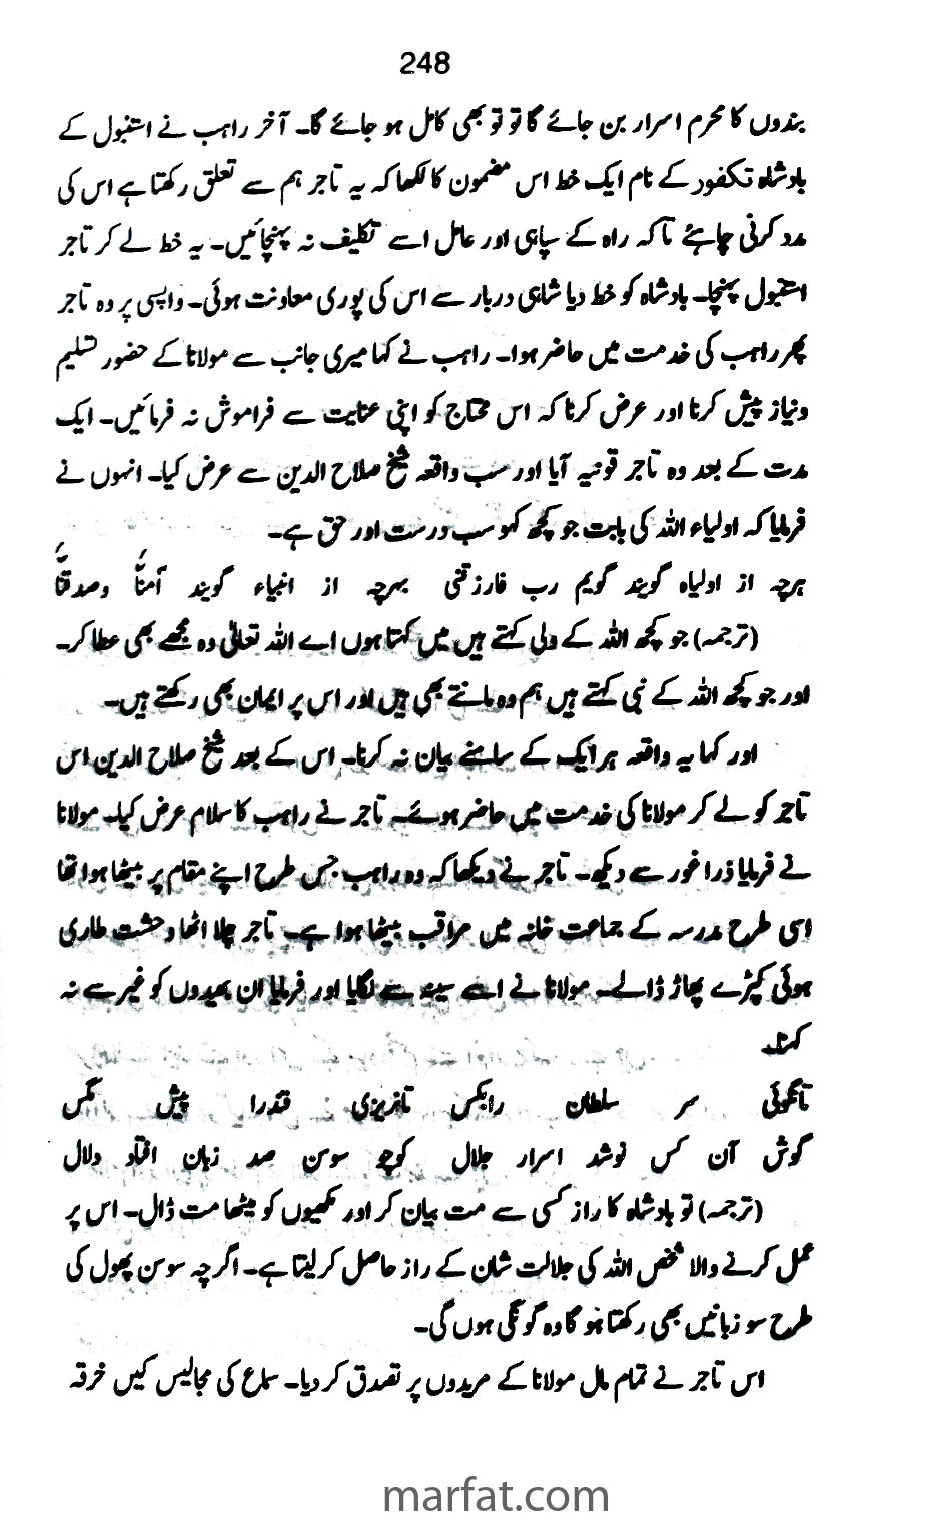 248
بندوں کا محرم اسرار بن جائے گا تو تو بھی کامل ہو جائے گا۔ آخر راہب نے استنبول کے
بادشاہ تکفور کے نام ایک خط اس مضمون کا لکھا کہ یہ تاجر ہم سے تعلق رکھتا ہے اس کی
مدد کرنی چاہئے تاکہ راہ کے سپاہی اور عامل اسے تکلیف نہ پہنچائیں۔ یہ خط لے کر تاجر
استنبول پہنچا۔ بادشاہ کو خط دیا شاہی دربار سے اس کی پوری معاونت ہوئی۔ واپسی پر وہ تاجر
پھر راہب کی خدمت میں حاضر ہوا۔ راہب نے کہا میری جانب سے مولانا کے حضور تسلیم
ونیاز پیش کرنا اور عرض کرنا کہ اس محتاج کو اپنی عنایت سے فراموش نہ فرمائیں۔ ایک
مدت کے بعد وہ تاجر قونیہ آیا اور سب واقعہ شیخ صلاح الدین سے عرض کیا۔ انہوں نے
فرمایا کہ اولیاء اللہ کی بابت جو کچھ کہو سب درست اور حق ہے۔
ہرچہ از اولیاہ گویند گویم رب فارزقنی بہرچہ از انبیاء گویند آمنّا وصدقنّا
(ترجمہ) جو کچھ اللہ کے ولی کہتے ہیں میں کہتا ہوں اے اللہ تعالیٰ وہ مجھے بھی عطا کر۔
اور جو کچھ اللہ کے نبی کہتے ہیں ہم وہ مانتے بھی ہیں اور اس پر ایمان بھی رکھتے ہیں۔
اور کہا یہ واقعہ ہر ایک کے سامنے بیان نہ کرنا۔ اس کے بعد شیخ صلاح الدین اس
تاجر کو لے کر مولانا کی خدمت میں حاضر ہوئے۔ تاجر نے راہب کا سلام عرض کیا۔ مولانا
نے فرمایا ذرا غور سے دیکھ۔ تاجر نے دیکھا کہ وہ راہب جس طرح اپنے مقام پر بیٹھا ہوا تھا
اسی طرح مدرسہ کے جماعت خانہ میں مراقب بیٹھا ہوا ہے۔ تاجر چلا اٹھا وحشت طاری
ہوئی کپڑے پھاڑ ڈالے۔ مولانا نے اسے سینہ سے لگایا اور فرمایا ان بھیدوں کو غیر سے نہ
کہنا۔
تانگوئی سر سلطان رابکس تانریزی قندرا پیش مگس
گوش آن کس نوشد اسرار جلال کوچو سوسن صد زبان افتاد دلال
(ترجمہ) تو بادشاہ کا راز کسی سے مت بیان کر اور مکھیوں کو میٹھا مت ڈال۔ اس پر
عمل کرنے والا شخص اللہ کی جلالت شان کے راز حاصل کر لیتا ہے۔ اگرچہ سوسن پھول کی
طرح سو زبانیں بھی رکھتا ہو گا وہ گونگی ہوں گی۔
اس تاجر نے تمام مال مولانا کے مریدوں پر تصدق کر دیا۔ سماع کی مجالیس کیں خرقہ
marfat.com